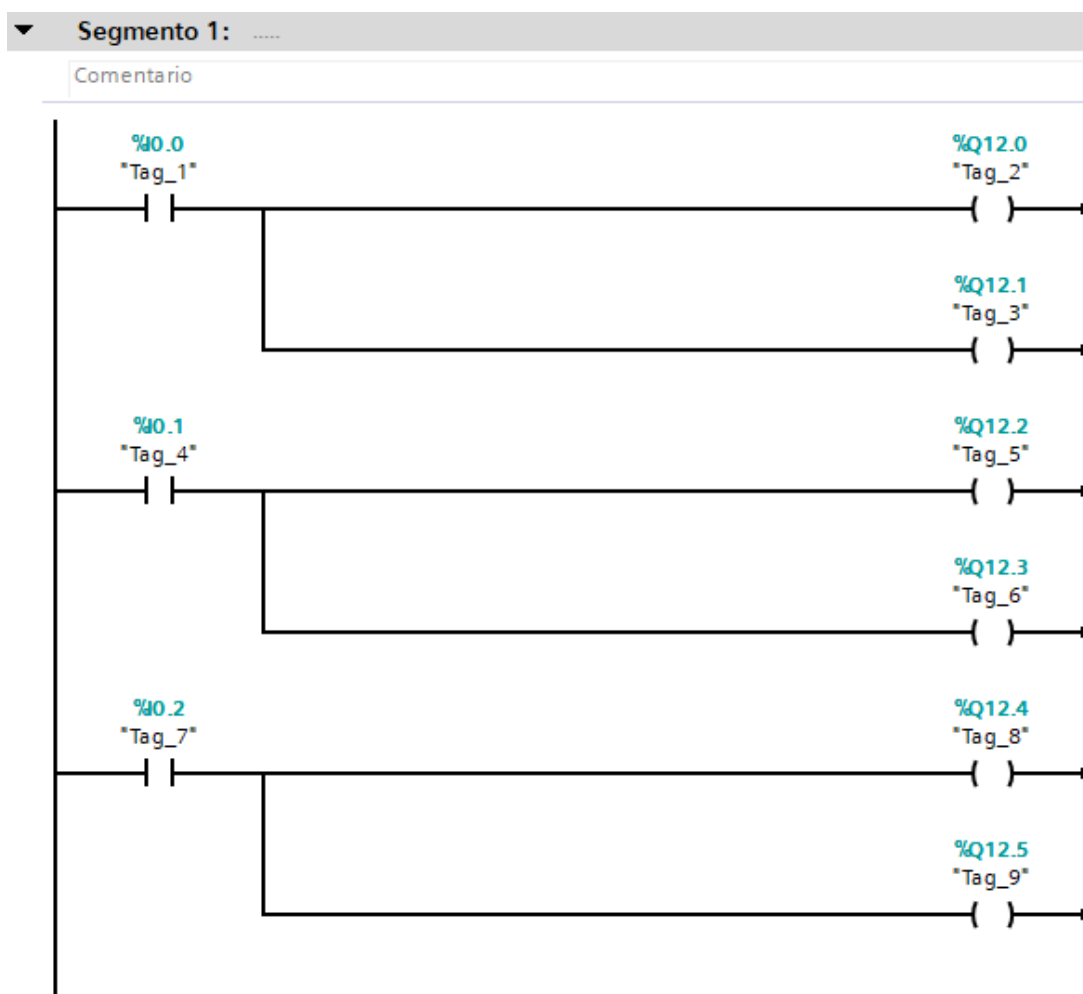 Segmento 1: .....
Comentario
%I0.0
"Tag_1"
%Q12.0
"Tag_2"
%Q12.1
"Tag_3"
%I0.1
"Tag_4"
%Q12.2
"Tag_5"
%Q12.3
"Tag_6"
%I0.2
"Tag_7"
%Q12.4
"Tag_8"
%Q12.5
"Tag_9"